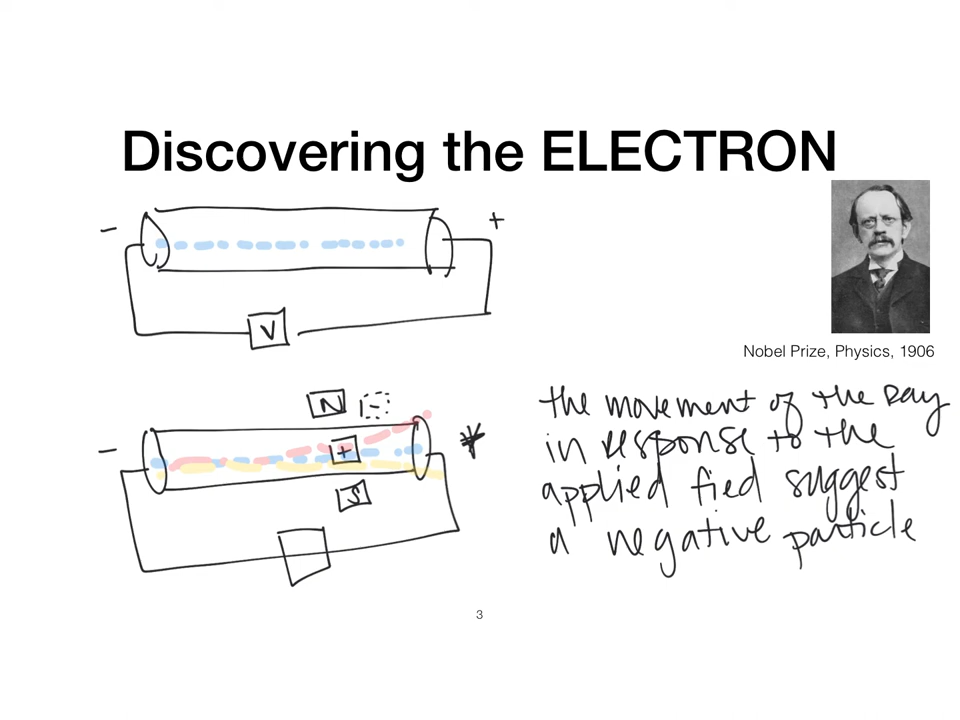 Discovering the ELECTRON
- +
V
Nobel Prize, Physics, 1906
N -
- + +
S
the movement of the Ray
in response to the
applied fied suggest
a negative particle
3